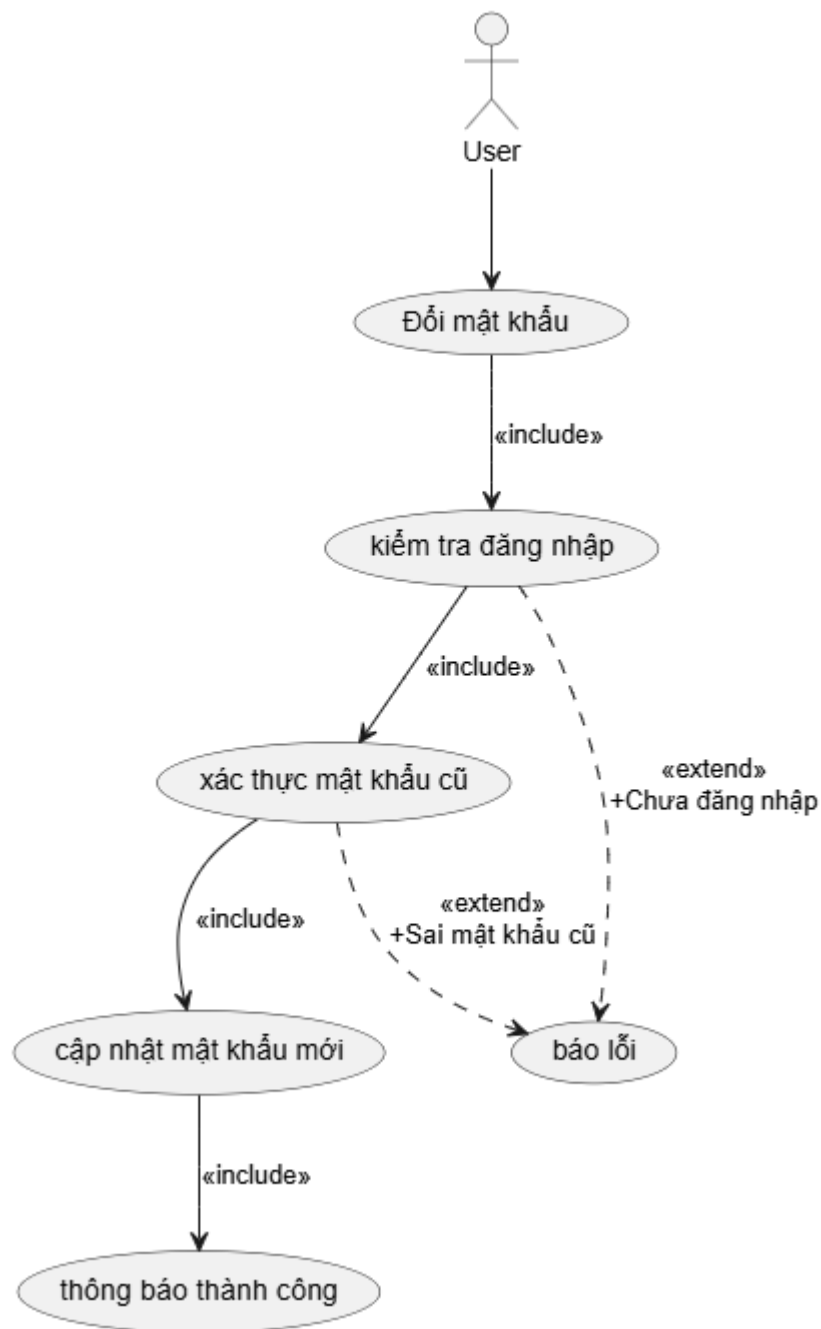 User
Đổi mật khẩu
«include»
kiểm tra đăng nhập
«include»
«extend»
+Chưa đăng nhập
xác thực mật khẩu cũ
«include»
«extend»
+Sai mật khẩu cũ
cập nhật mật khẩu mới
báo lỗi
«include»
thông báo thành công